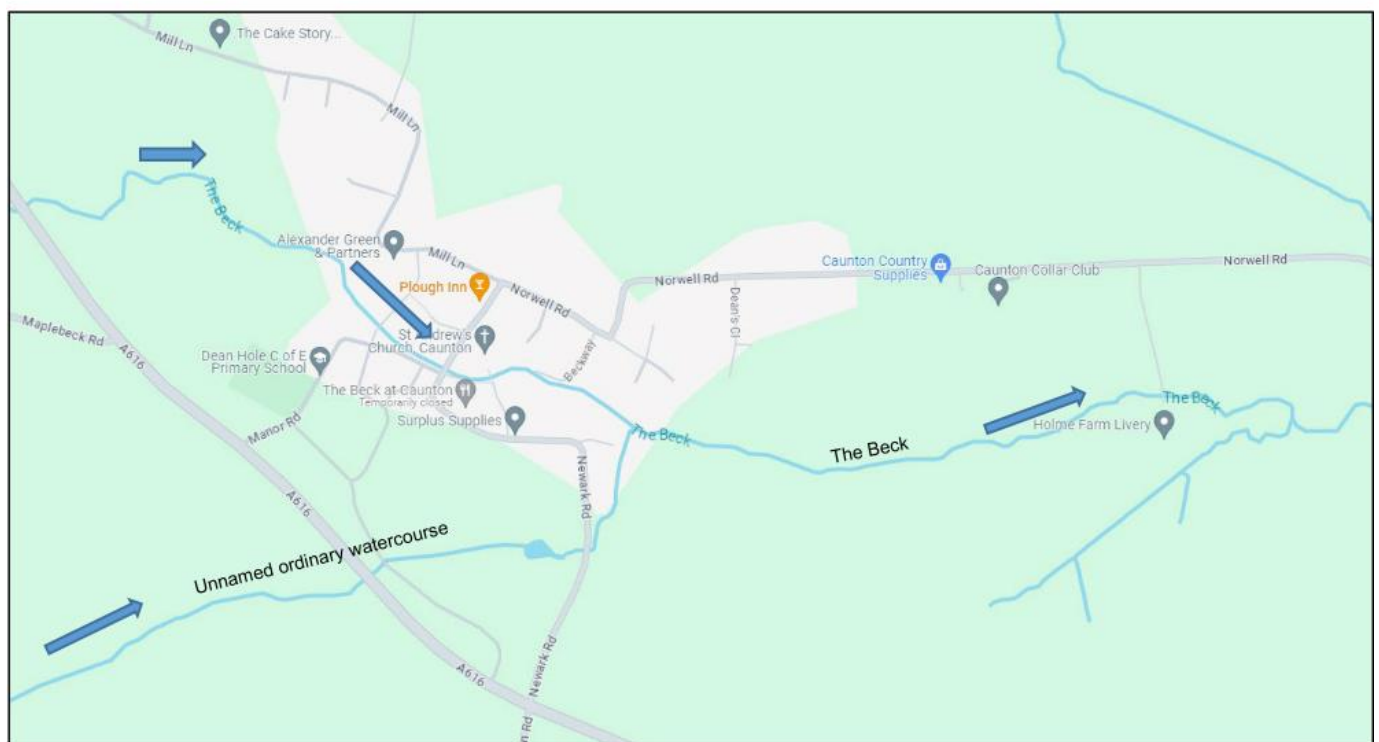 The Cake Story...
Mill Ln
Mill Ln
The Beck
Alexander Green
& Partners
Mill Ln
Plough Inn
Norwell Rd
Norwell Rd
Caunton Country
Supplies
Caunton Collar Club
Norwell Rd
Maplebeck Rd
A616
St Andrew's
Church, Caunton
Dean's Cl
Beckway
Dean Hole C of E
Primary School
The Beck at Caunton
Temporarily closed
Surplus Supplies
Manor Rd
The Beck
The Beck
The Beck
Holme Farm Livery
Newark Rd
A616
Unnamed ordinary watercourse
A616
Newark Rd
n Rd